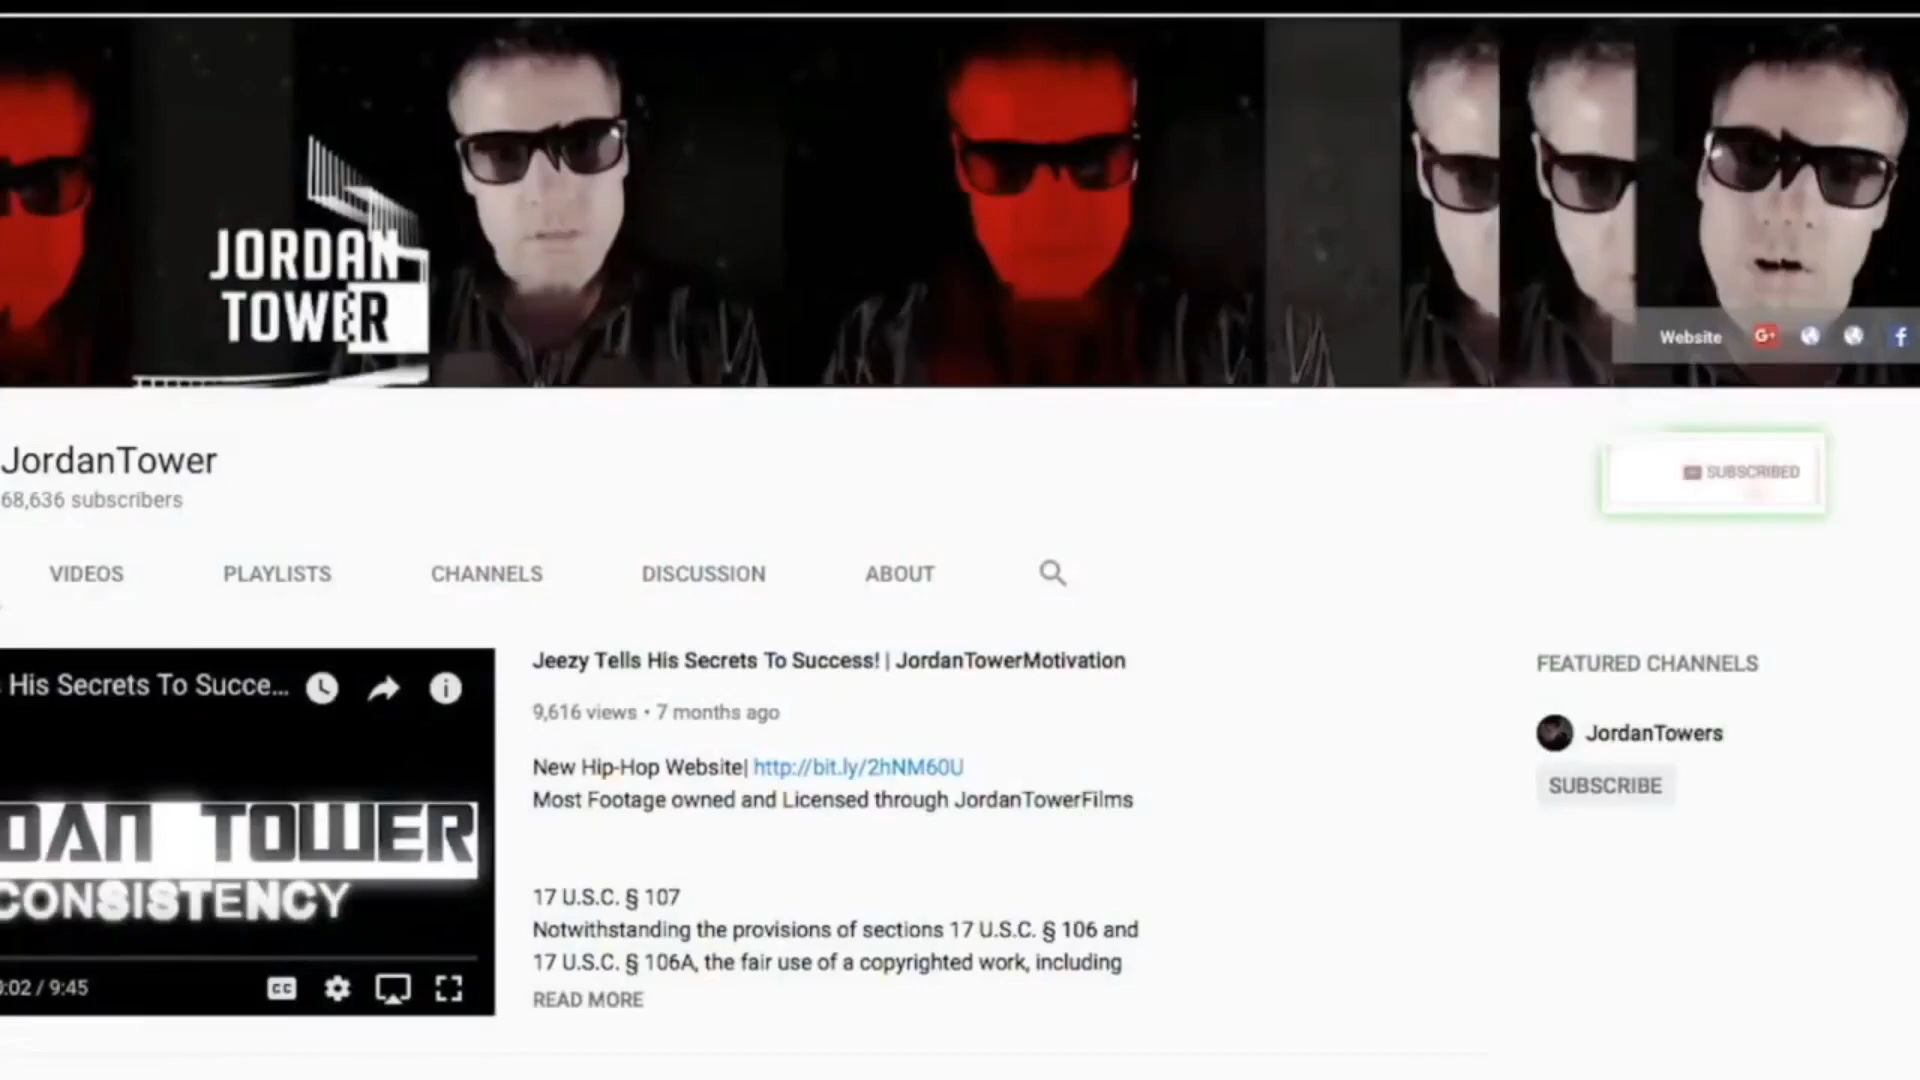 JORDAN
TOWER
Website
G+
f
JordanTower
68,636 subscribers
SUBSCRIBED
VIDEOS
PLAYLISTS
CHANNELS
DISCUSSION
ABOUT
His Secrets To Succe...
DAN TOWER
CONSISTENCY
:02 / 9:45
CC
Jeezy Tells His Secrets To Success! | JordanTowerMotivation
9,616 views • 7 months ago
New Hip-Hop Website| http://bit.ly/2hNM60U
Most Footage owned and Licensed through JordanTowerFilms
17 U.S.C. § 107
Notwithstanding the provisions of sections 17 U.S.C. § 106 and
17 U.S.C. § 106A, the fair use of a copyrighted work, including
READ MORE
FEATURED CHANNELS
JordanTowers
SUBSCRIBE